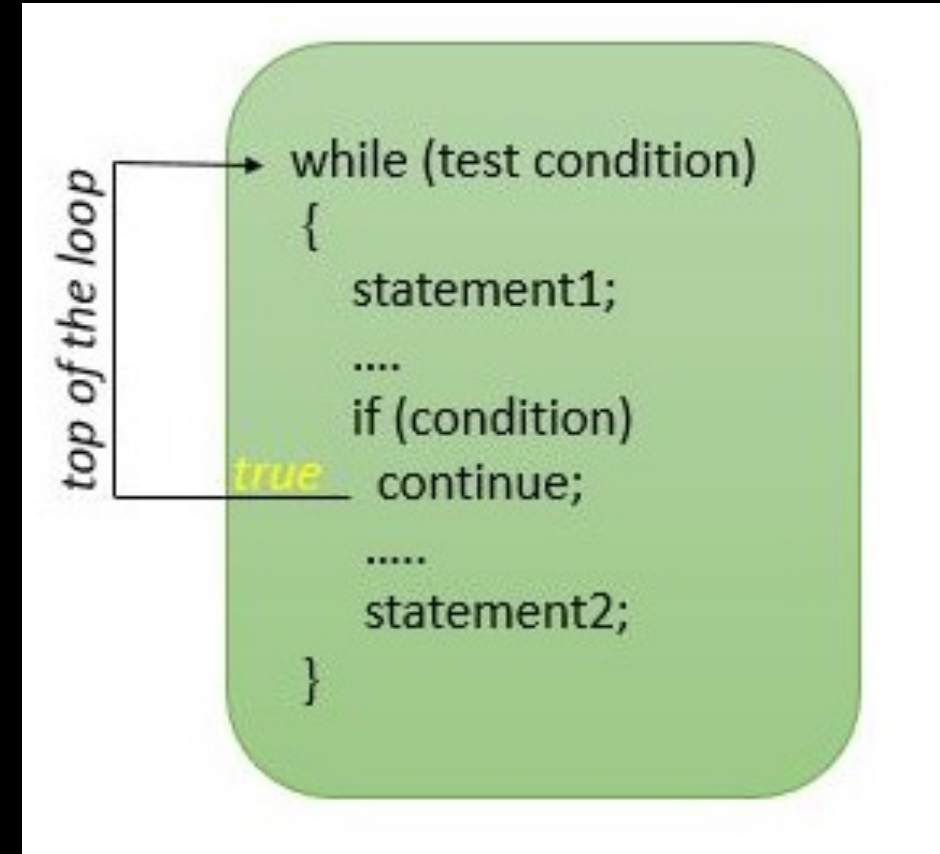 top of the loop
while (test condition)
{
statement1;
....
if (condition)
true
continue;
.....
statement2;
}